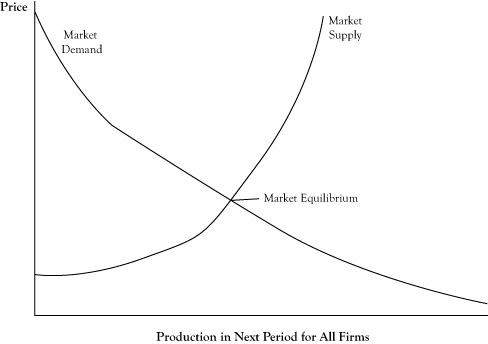 Price
Market
Demand
Market
Supply
Market Equilibrium
Production in Next Period for All Firms